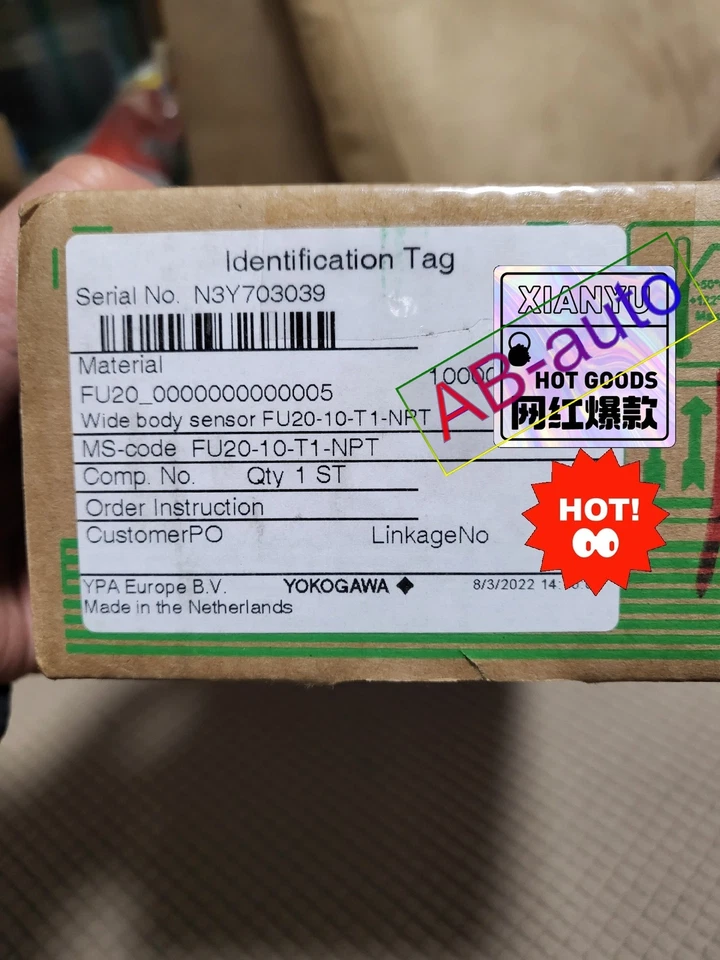 Identification Tag
Serial No. N3Y703039
Material
FU20_0000000000005
Wide body sensor FU20-10-T1-NPT
MS-code FU20-10-T1-NPT
Comp. No. Qty 1 ST
Order Instruction
CustomerPO LinkageNo
YPA Europe B.V. YOKOGAWA 8/3/2022
Made in the Netherlands
XIANYU
HOT GOODS
网红爆款
AB-auto
HOT!